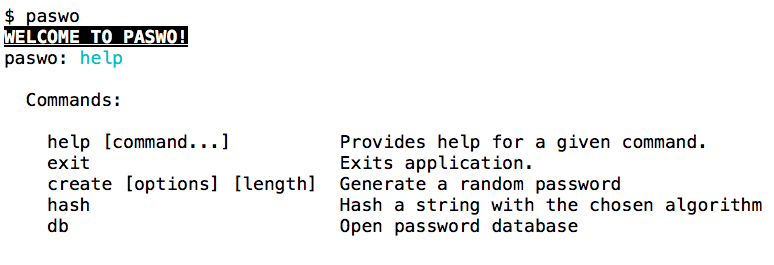 $ paswo
WELCOME TO PASWO!
paswo: help
Commands:
help [command...] Provides help for a given command.
exit Exits application.
create [options] [length] Generate a random password
hash Hash a string with the chosen algorithm
db Open password database